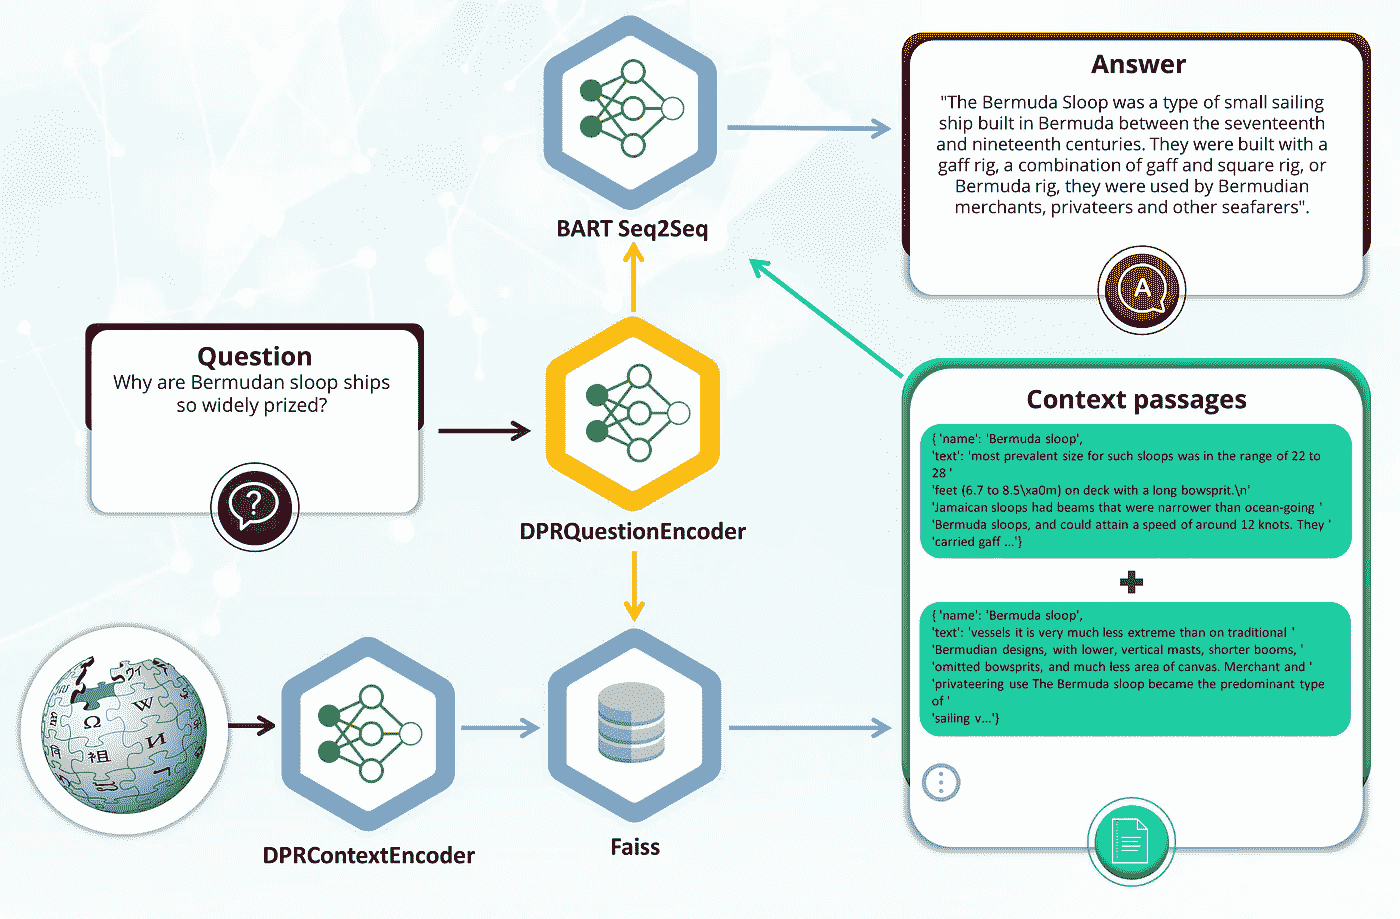 BART Seq2Seq
Answer
"The Bermuda Sloop was a type of small sailing
ship built in Bermuda between the seventeenth
and nineteenth centuries. They were built with a
gaff rig, a combination of gaff and square rig, or
Bermuda rig, they were used by Bermudian
merchants, privateers and other seafarers".
A
Question
Why are Bermudan sloop ships
so widely prized?
?
DPRQuestionEncoder
Context passages
{ 'name': 'Bermuda sloop',
'text': 'most prevalent size for such sloops was in the range of 22 to
28 '
'feet (6.7 to 8.5\xa0m) on deck with a long bowsprit.\n'
'Jamaican sloops had beams that were narrower than ocean-going '
'Bermuda sloops, and could attain a speed of around 12 knots. They '
'carried gaff ...'}
+
{ 'name': 'Bermuda sloop',
'text': 'vessels it is very much less extreme than on traditional '
'Bermudian designs, with lower, vertical masts, shorter booms, '
'omitted bowsprits, and much less area of canvas. Merchant and '
'privateering use The Bermuda sloop became the predominant type
of '
'sailing v...'}
Ω W
祖 И
DPRContextEncoder
Faiss